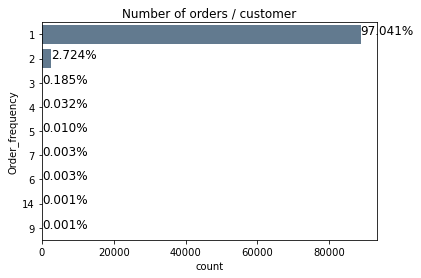 Number of orders / customer
Order_frequency
1 97.041%
2 2.724%
3 0.185%
4 0.032%
5 0.010%
7 0.003%
6 0.003%
14 0.001%
9 0.001%
0 20000 40000 60000 80000
count